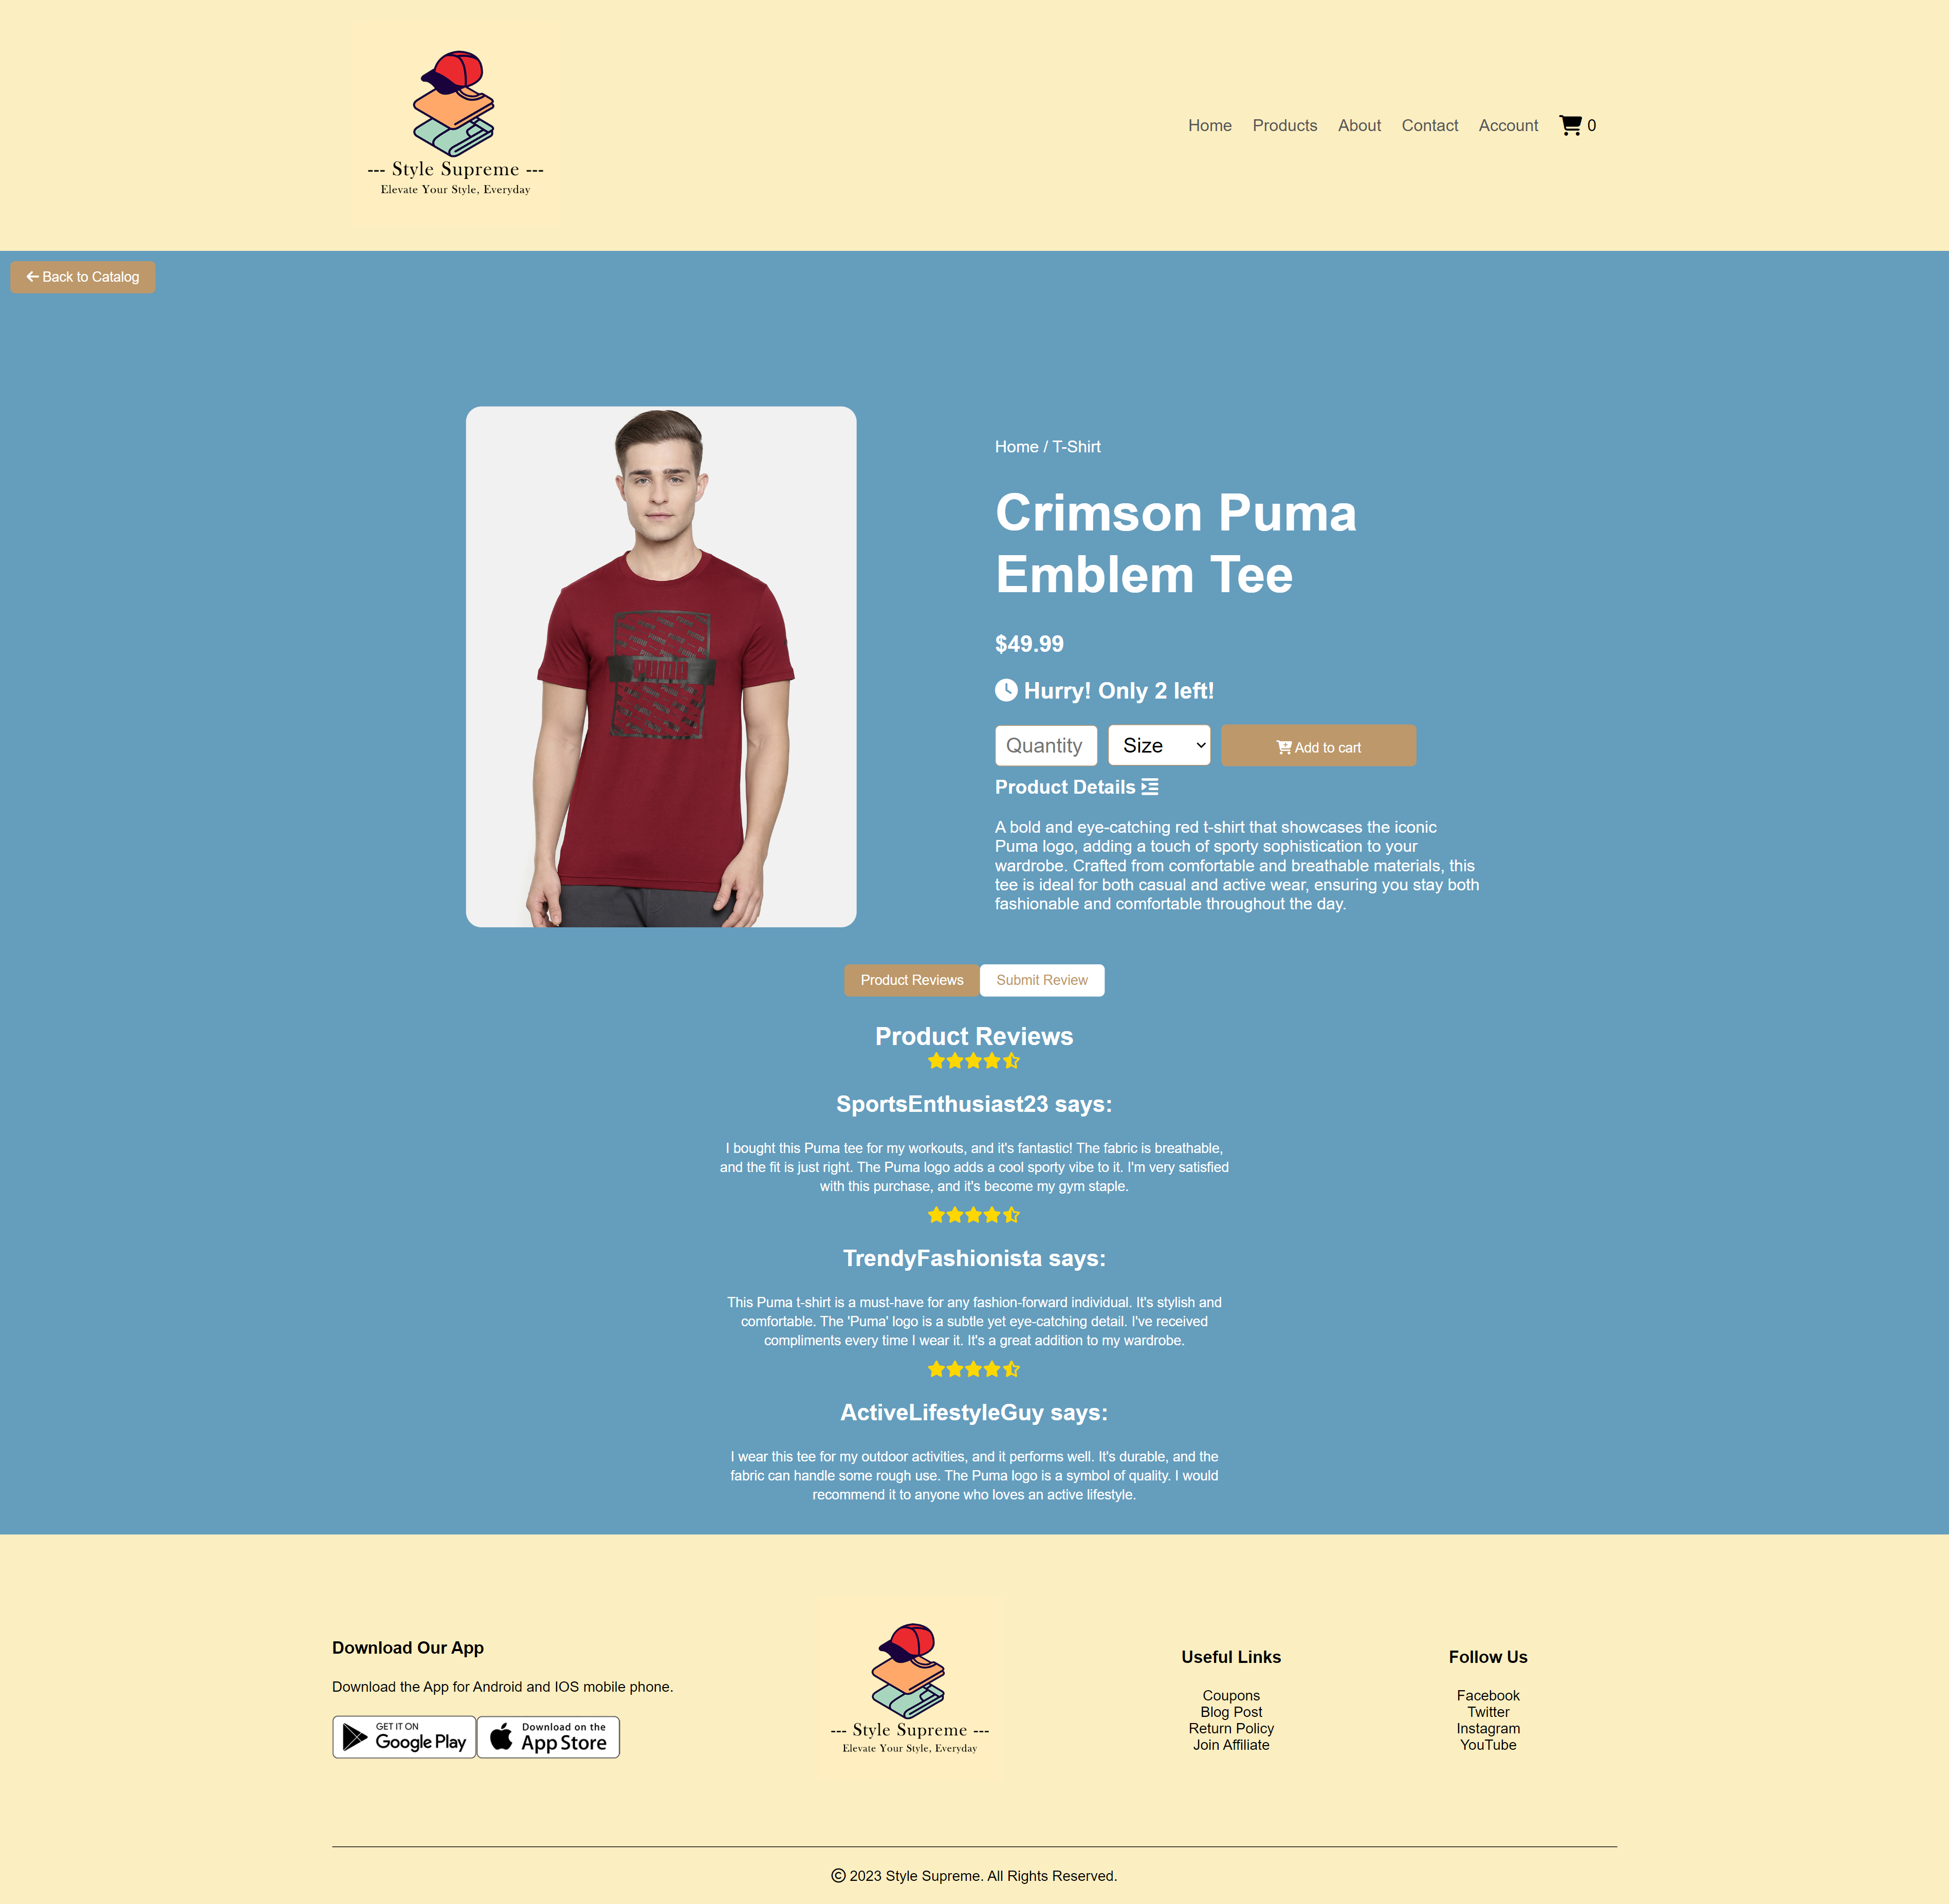 --- Style Supreme ---
Elevate Your Style, Everyday
Home Products About Contact Account 0
Back to Catalog
Home / T-Shirt
Crimson Puma
Emblem Tee
$49.99
Hurry! Only 2 left!
Quantity Size Add to cart
Product Details
A bold and eye-catching red t-shirt that showcases the iconic
Puma logo, adding a touch of sporty sophistication to your
wardrobe. Crafted from comfortable and breathable materials, this
tee is ideal for both casual and active wear, ensuring you stay both
fashionable and comfortable throughout the day.
PUMA
Product Reviews Submit Review
Product Reviews
SportsEnthusiast23 says:
I bought this Puma tee for my workouts, and it's fantastic! The fabric is breathable,
and the fit is just right. The Puma logo adds a cool sporty vibe to it. I'm very satisfied
with this purchase, and it's become my gym staple.
TrendyFashionista says:
This Puma t-shirt is a must-have for any fashion-forward individual. It's stylish and
comfortable. The 'Puma' logo is a subtle yet eye-catching detail. I've received
compliments every time I wear it. It's a great addition to my wardrobe.
ActiveLifestyleGuy says:
I wear this tee for my outdoor activities, and it performs well. It's durable, and the
fabric can handle some rough use. The Puma logo is a symbol of quality. I would
recommend it to anyone who loves an active lifestyle.
Download Our App
Download the App for Android and IOS mobile phone.
GET IT ON
Google Play
Download on the
App Store
--- Style Supreme ---
Elevate Your Style, Everyday
Useful Links
Coupons
Blog Post
Return Policy
Join Affiliate
Follow Us
Facebook
Twitter
Instagram
YouTube
© 2023 Style Supreme. All Rights Reserved.